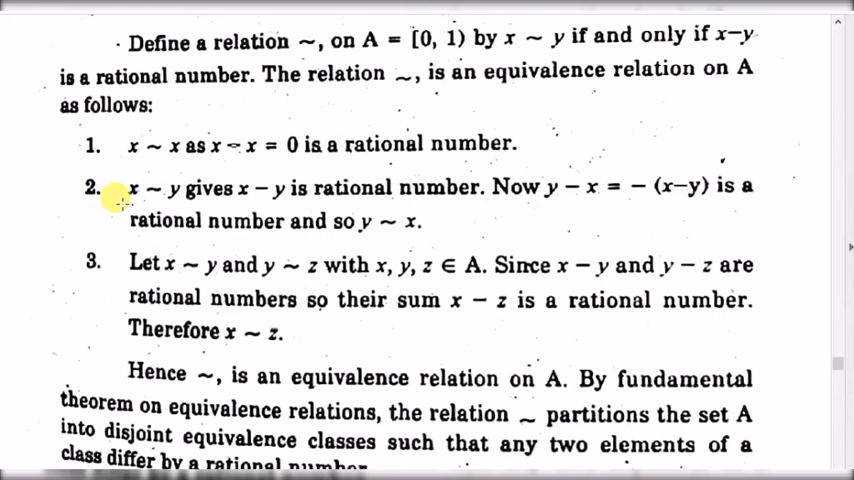 Define a relation ~, on A = [0, 1) by x ~ y if and only if x–y
is a rational number. The relation ~, is an equivalence relation on A
as follows:
1. x ~ x as x – x = 0 is a rational number.
2. x ~ y gives x – y is rational number. Now y – x = – (x–y) is a
rational number and so y ~ x.
3. Let x ~ y and y ~ z with x, y, z ∈ A. Since x – y and y – z are
rational numbers so their sum x – z is a rational number.
Therefore x ~ z.
Hence ~, is an equivalence relation on A. By fundamental
theorem on equivalence relations, the relation ~ partitions the set A
into disjoint equivalence classes such that any two elements of a
class differ by a rational number.